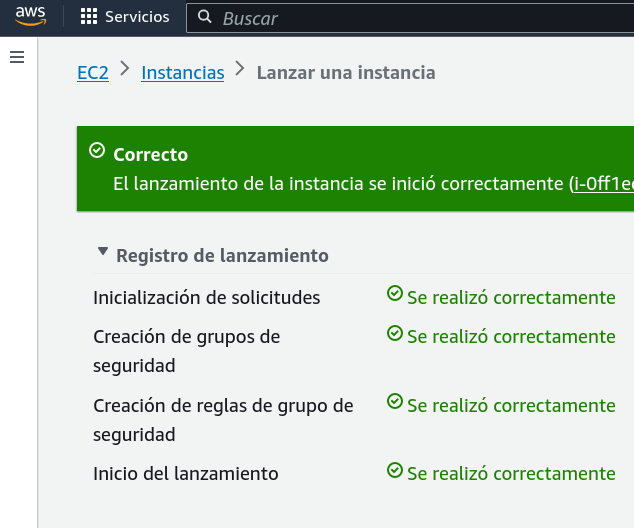 aws Servicios Buscar
EC2 > Instancias > Lanzar una instancia
Correcto
El lanzamiento de la instancia se inició correctamente (
Registro de lanzamiento
Inicialización de solicitudes Se realizó correctamente
Creación de grupos de Se realizó correctamente
seguridad
Creación de reglas de grupo de Se realizó correctamente
seguridad
Inicio del lanzamiento Se realizó correctamente